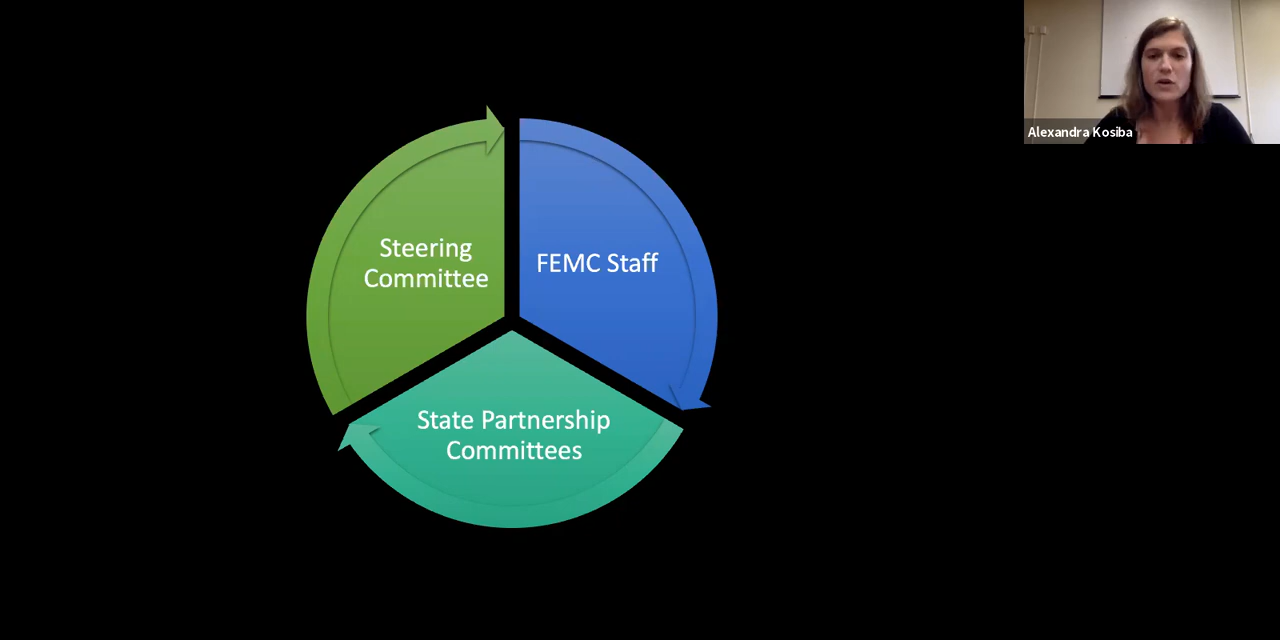 Steering
Committee
FEMC Staff
State Partnership
Committees
Alexandra Kosiba